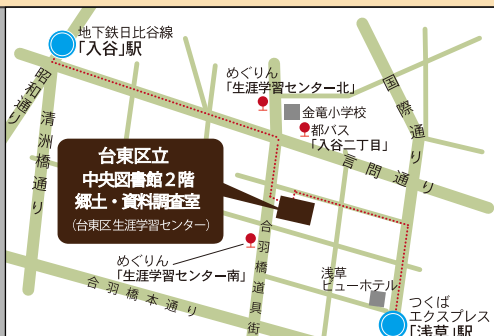 地下鉄日比谷線
「入谷」駅
昭和通り
清洲橋通り
めぐりん
「生涯学習センター北」
金竜小学校
都バス
「入谷二丁目」
国際通り
言問通り
台東区立
中央図書館2階
郷土・資料調査室
(台東区生涯学習センター)
めぐりん
「生涯学習センター南」
合羽橋本通り
合羽橋道具街
浅草
ビューホテル
つくば
エクスプレス
「浅草」駅